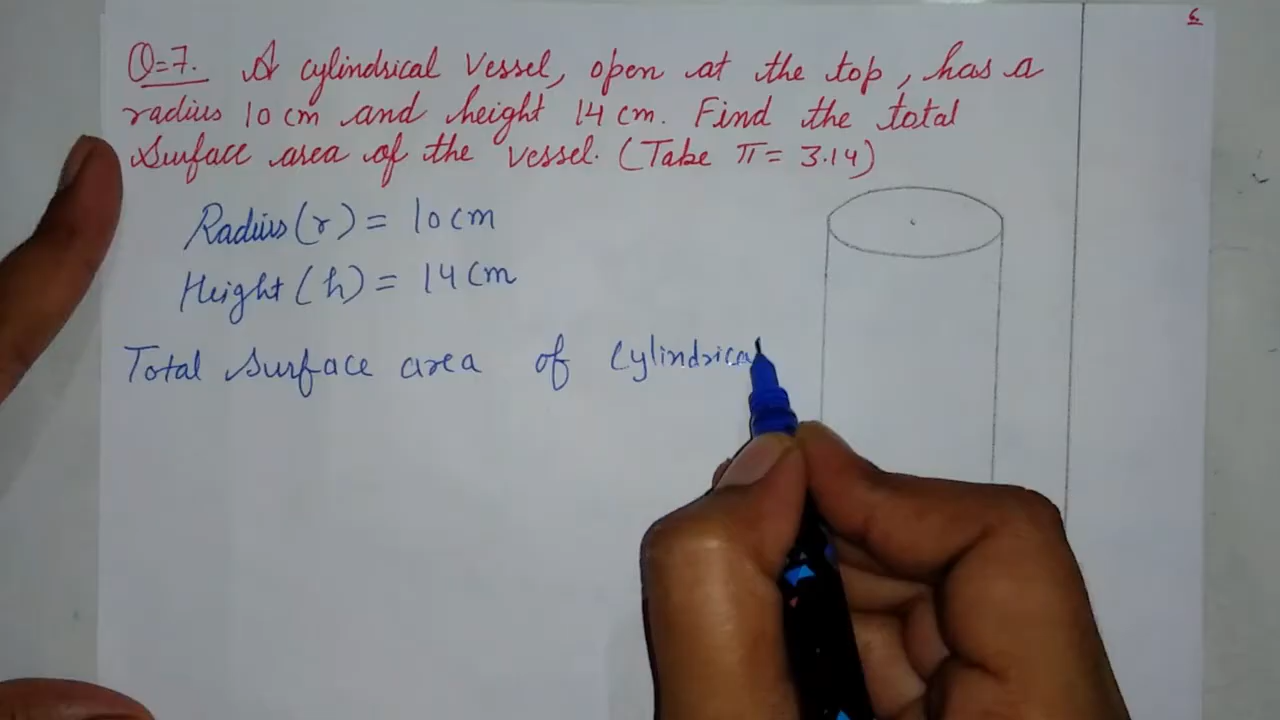 Q=7. A cylindrical vessel, open at the top, has a
radius 10 cm and height 14 cm. Find the total
surface area of the vessel. (Take π = 3.14)
Radius (r) = 10 cm
Height (h) = 14 cm
Total surface area of Cylindrical